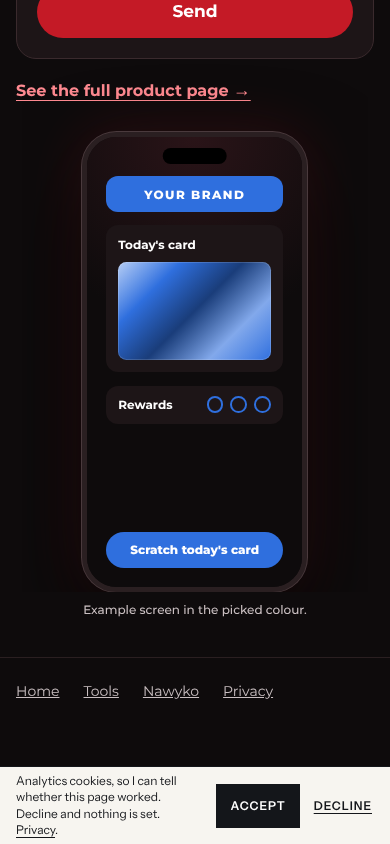 Send
See the full product page →
YOUR BRAND
Today's card
Rewards
Scratch today's card
Example screen in the picked colour.
Home Tools Nawyko Privacy
Analytics cookies, so I can tell
whether this page worked.
Decline and nothing is set.
Privacy.
ACCEPT DECLINE